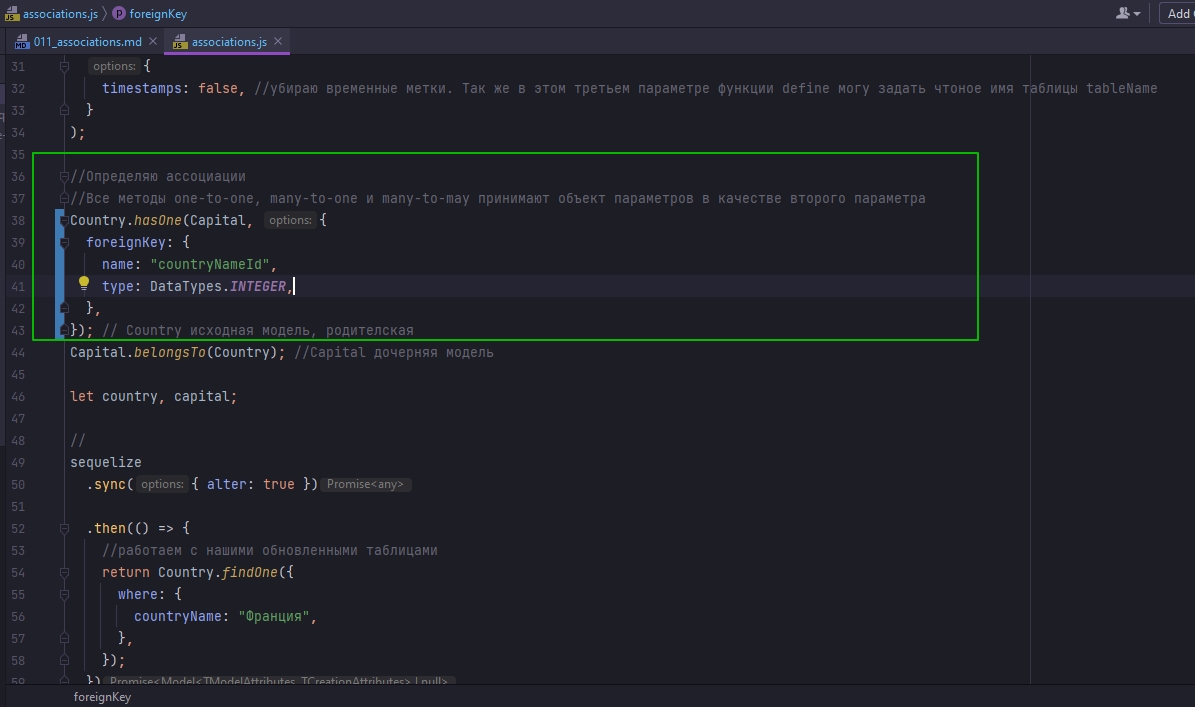 associations.js foreignKey Add
011_associations.md associations.js
31 options: {
32 timestamps: false, //убираю временные метки. Так же в этом третьем параметре функции define могу задать чтоное имя таблицы tableName
33 }
34 );
35
36 //Определяю ассоциации
37 //Все методы one-to-one, many-to-one и many-to-may принимают объект параметров в качестве второго параметра
38 Country.hasOne(Capital, options: {
39 foreignKey: {
40 name: "countryNameId",
41 type: DataTypes.INTEGER,
42 },
43 }); // Country исходная модель, родителская
44 Capital.belongsTo(Country); //Capital дочерняя модель
45
46 let country, capital;
47
48 //
49 sequelize
50 .sync( options: { alter: true }) Promise<any>
51
52 .then(() => {
53 //работаем с нашими обновленными таблицами
54 return Country.findOne({
55 where: {
56 countryName: "Франция",
57 },
58 });
59 }) Promise<Model<TModelAttributes, TCreationAttributes> | null>
foreignKey